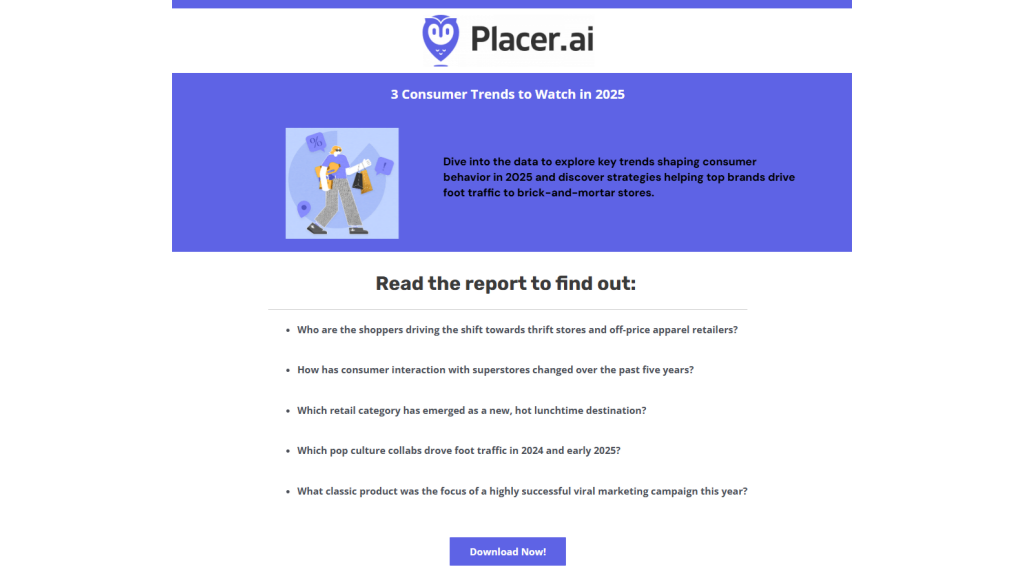 Placer.ai
3 Consumer Trends to Watch in 2025
%
!
Dive into the data to explore key trends shaping consumer
behavior in 2025 and discover strategies helping top brands drive
foot traffic to brick-and-mortar stores.
Read the report to find out:
• Who are the shoppers driving the shift towards thrift stores and off-price apparel retailers?
• How has consumer interaction with superstores changed over the past five years?
• Which retail category has emerged as a new, hot lunchtime destination?
• Which pop culture collabs drove foot traffic in 2024 and early 2025?
• What classic product was the focus of a highly successful viral marketing campaign this year?
Download Now!